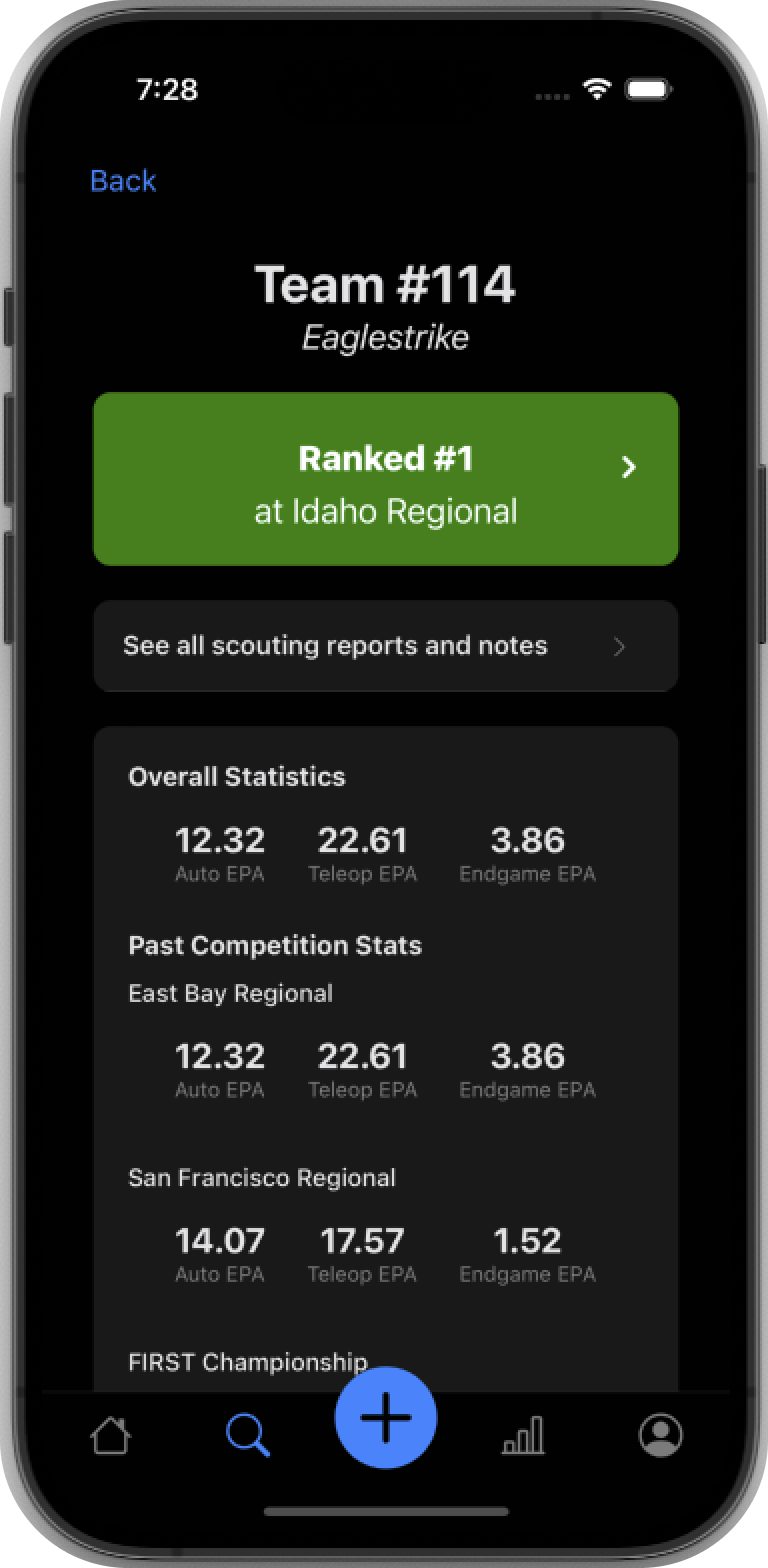 7:28
Back
Team #114
Eaglestrike
Ranked #1
at Idaho Regional
See all scouting reports and notes
Overall Statistics
12.32 22.61 3.86
Auto EPA Teleop EPA Endgame EPA
Past Competition Stats
East Bay Regional
12.32 22.61 3.86
Auto EPA Teleop EPA Endgame EPA
San Francisco Regional
14.07 17.57 1.52
Auto EPA Teleop EPA Endgame EPA
FIRST Championship